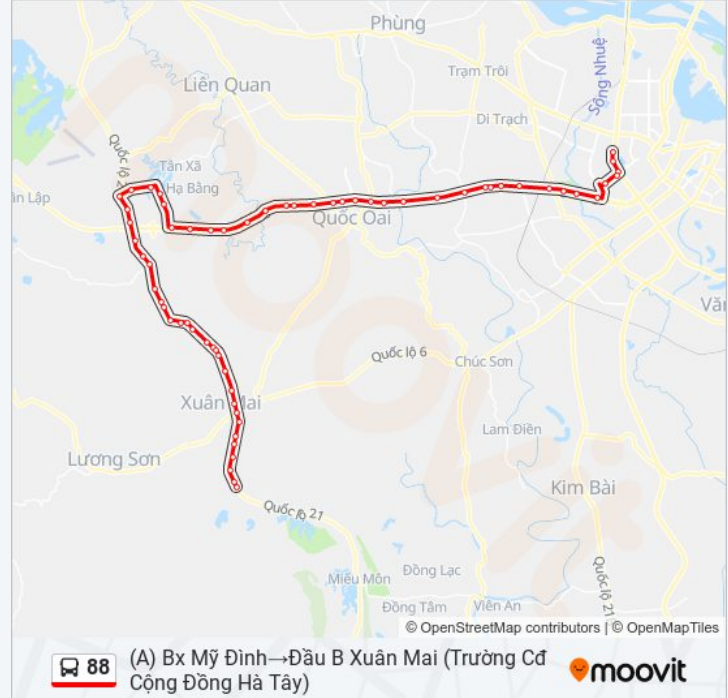 Phùng
Liên Quan
Trạm Trôi
Sông Nhuệ
Di Trạch
Quốc lộ 2
Tân Xã
Hạ Bằng
ân Lập
Quốc Oai
Văn
Quốc lộ 6
Chúc Sơn
Xuân Mai
Lam Điền
Lương Sơn
Kim Bài
Quốc lộ 21
Đồng Lạc
Miếu Môn
Quốc lộ 21
Đồng Tâm
Viên An
moovit
© OpenStreetMap contributors | © OpenMapTiles
88
(A) Bx Mỹ Đình→Đầu B Xuân Mai (Trường Cđ
Cộng Đồng Hà Tây)
moovit